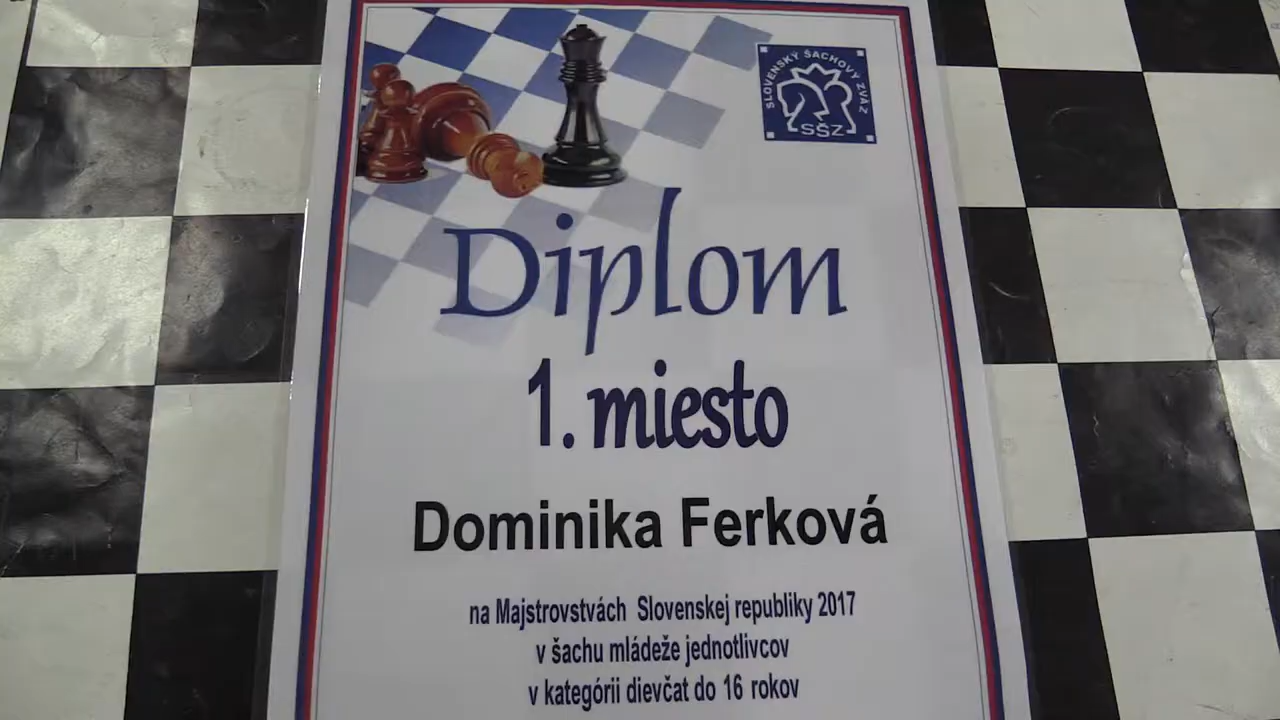 SLOVENSKÝ ŠACHOVÝ ZVÄZ
SŠZ
Diplom
1. miesto
Dominika Ferková
na Majstrovstvách Slovenskej republiky 2017
v šachu mládeže jednotlivcov
v kategórii dievčat do 16 rokov